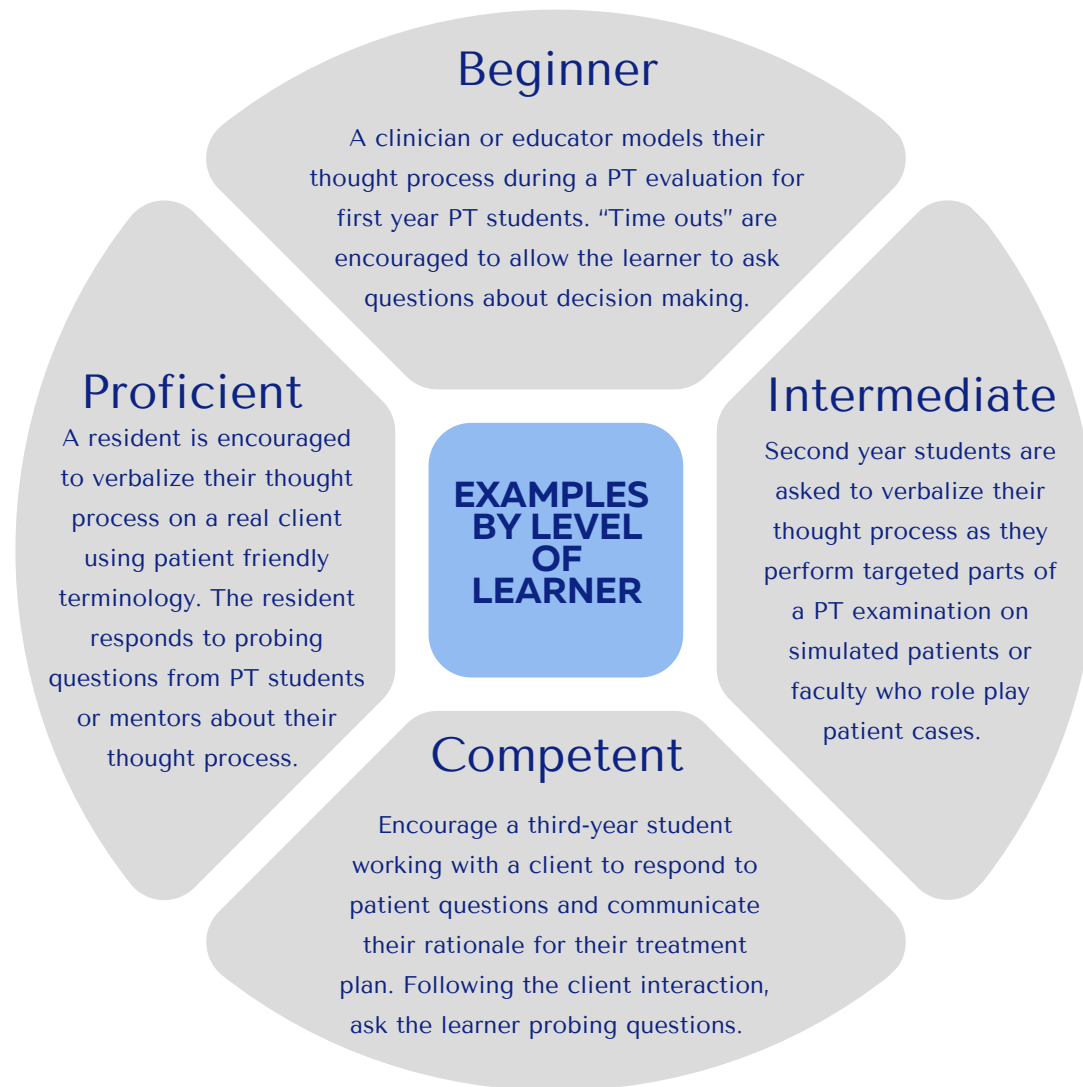 Beginner
A clinician or educator models their
thought process during a PT evaluation for
first year PT students. “Time outs” are
encouraged to allow the learner to ask
questions about decision making.
Proficient
A resident is encouraged
to verbalize their thought
process on a real client
using patient friendly
terminology. The resident
responds to probing
questions from PT students
or mentors about their
thought process.
EXAMPLES
BY LEVEL
OF
LEARNER
Intermediate
Second year students are
asked to verbalize their
thought process as they
perform targeted parts of
a PT examination on
simulated patients or
faculty who role play
patient cases.
Competent
Encourage a third-year student
working with a client to respond to
patient questions and communicate
their rationale for their treatment
plan. Following the client interaction,
ask the learner probing questions.